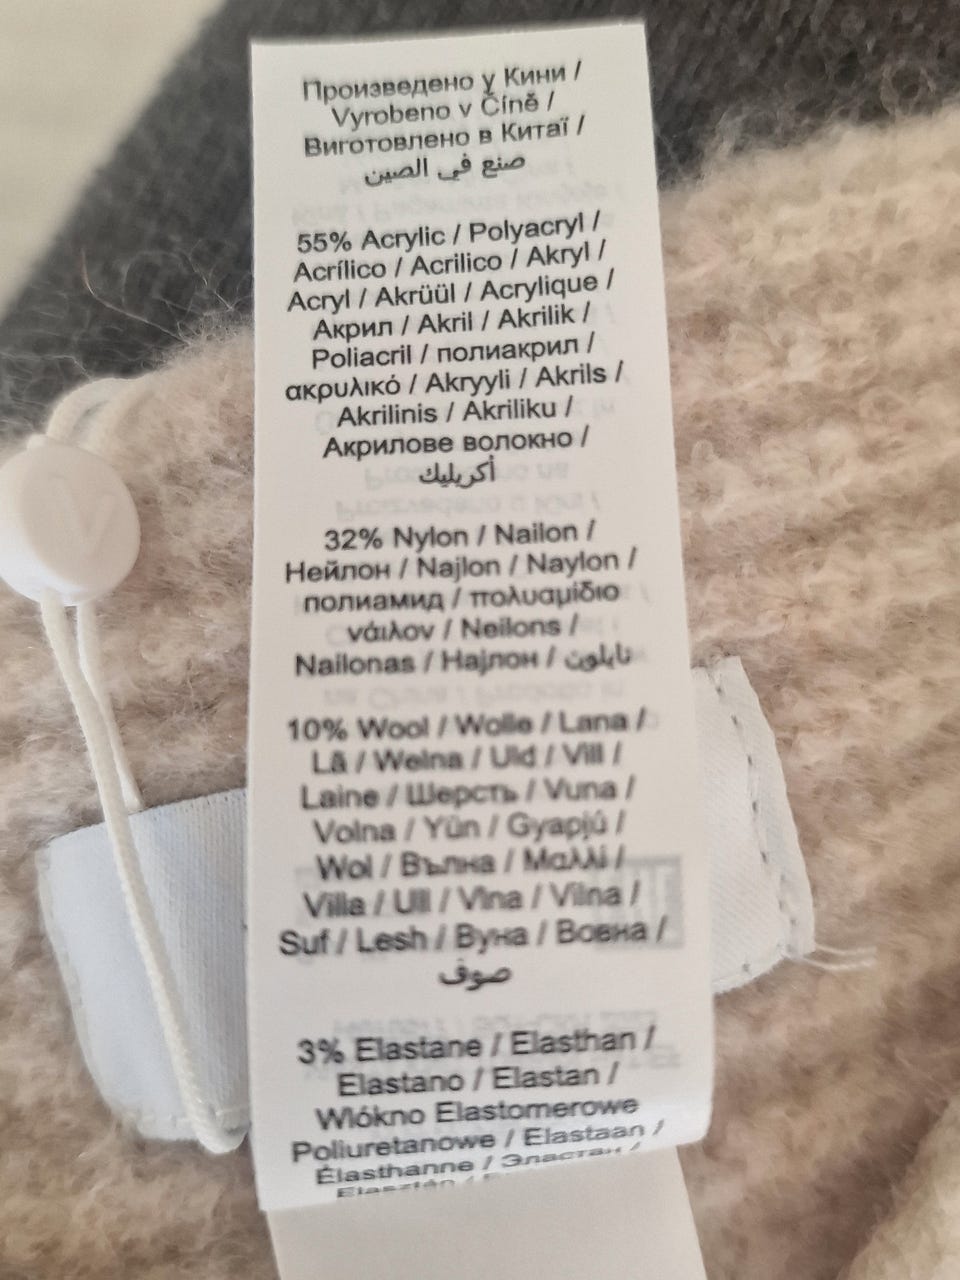 Произведено у Кини /
Vyrobeno v Číně /
Виготовлено в Китаї /
صنع في الصين
55% Acrylic / Polyacryl /
Acrílico / Acrilico / Akryl /
Acryl / Akrüül / Acrylique /
Акрил / Akril / Akrilik /
Poliacril / полиакрил /
ακρυλικό / Akryyli / Akrils /
Akrilinis / Akriliku /
Акрилове волокно /
أكريليك
32% Nylon / Nailon /
Нейлон / Najlon / Naylon /
полиамид / πολυαμίδιο
νάιλον / Neilons /
Nailonas / Најлон / نايلون
10% Wool / Wolle / Lana /
Lã / Wełna / Uld / Vill /
Laine / Шерсть / Vuna /
Volna / Yün / Gyapjú /
Wol / Вълна / Μαλλί /
Villa / Ull / Vlna / Vilna /
Suf / Lesh / Вуна / Вовна /
صوف
3% Elastane / Elasthan /
Elastano / Elastan /
Włókno Elastomerowe
Poliuretanowe / Elastaan /
Élasthanne / Эластан /
Elasztán /